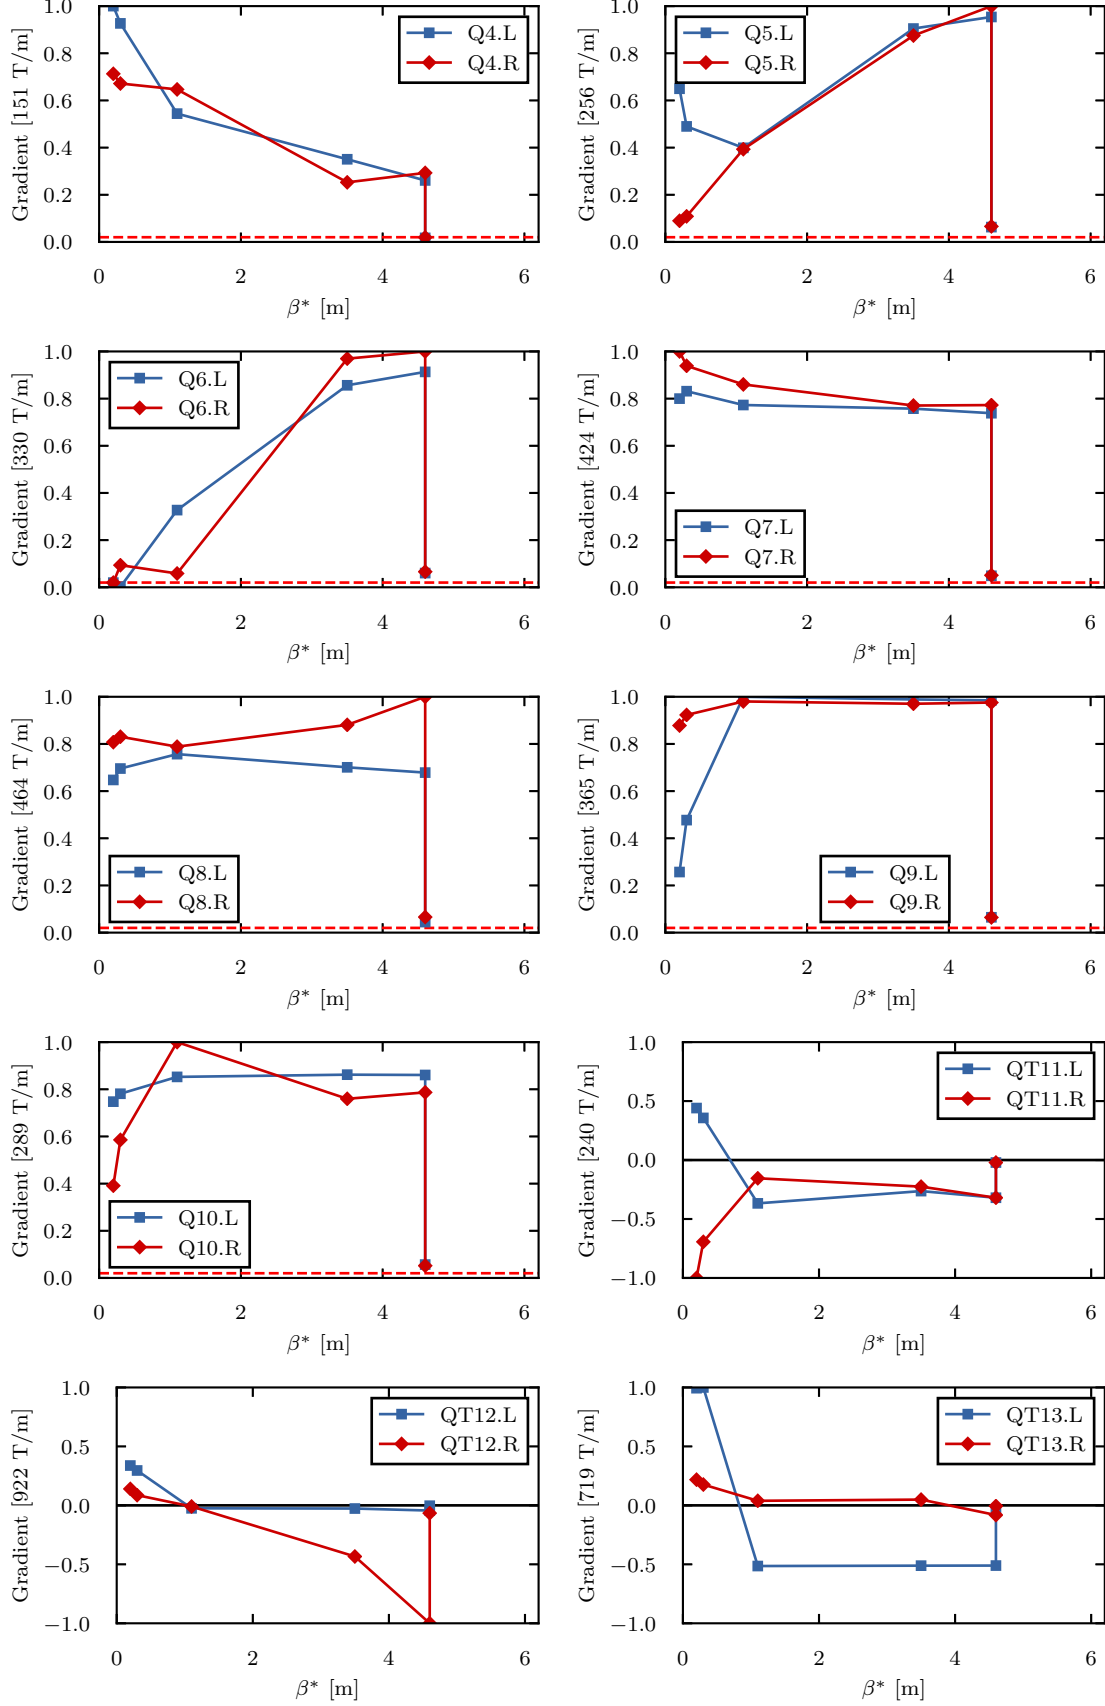 Gradient [151 T/m]
1.0
0.8
0.6
0.4
0.2
0.0
Q4.L
Q4.R
0 2 4 6
β* [m]
Gradient [256 T/m]
1.0
0.8
0.6
0.4
0.2
0.0
Q5.L
Q5.R
0 2 4 6
β* [m]
Gradient [330 T/m]
1.0
0.8
0.6
0.4
0.2
0.0
Q6.L
Q6.R
0 2 4 6
β* [m]
Gradient [424 T/m]
1.0
0.8
0.6
0.4
0.2
0.0
Q7.L
Q7.R
0 2 4 6
β* [m]
Gradient [464 T/m]
1.0
0.8
0.6
0.4
0.2
0.0
Q8.L
Q8.R
0 2 4 6
β* [m]
Gradient [365 T/m]
1.0
0.8
0.6
0.4
0.2
0.0
Q9.L
Q9.R
0 2 4 6
β* [m]
Gradient [289 T/m]
1.0
0.8
0.6
0.4
0.2
0.0
Q10.L
Q10.R
0 2 4 6
β* [m]
Gradient [240 T/m]
1.0
0.5
0.0
−0.5
−1.0
QT11.L
QT11.R
0 2 4 6
β* [m]
Gradient [922 T/m]
1.0
0.5
0.0
−0.5
−1.0
QT12.L
QT12.R
0 2 4 6
β* [m]
Gradient [719 T/m]
1.0
0.5
0.0
−0.5
−1.0
QT13.L
QT13.R
0 2 4 6
β* [m]